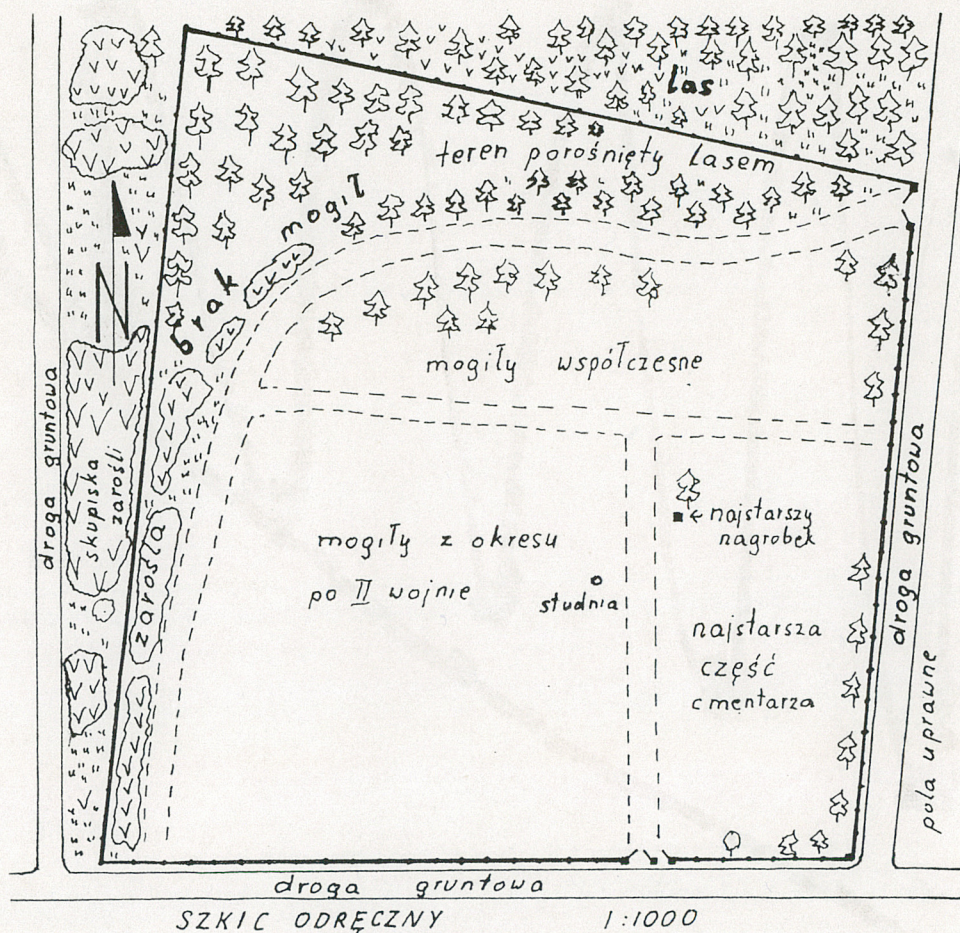 las
teren porośnięty lasem
brak mogił
N
mogiły współczesne
droga gruntowa
skupiska
zarośli
zarośla
mogiły z okresu
po II wojnie
studnia
← najstarszy
nagrobek
najstarsza
część
cmentarza
droga gruntowa
pola uprawne
droga gruntowa
SZKIC ODRĘCZNY 1:1000